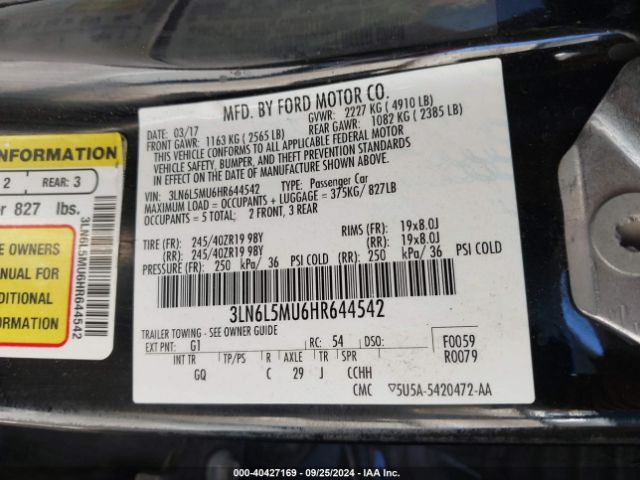 MFD. BY FORD MOTOR CO.
DATE: 03/17 GVWR: 2227 KG ( 4910 LB)
FRONT GAWR: 1163 KG ( 2565 LB) REAR GAWR: 1082 KG ( 2385 LB)
THIS VEHICLE CONFORMS TO ALL APPLICABLE FEDERAL MOTOR
VEHICLE SAFETY, BUMPER, AND THEFT PREVENTION STANDARDS
IN EFFECT ON THE DATE OF MANUFACTURE SHOWN ABOVE.
VIN: 3LN6L5MU6HR644542 TYPE: Passenger Car
MAXIMUM LOAD = OCCUPANTS + LUGGAGE = 375KG/ 827LB
OCCUPANTS = 5 TOTAL; 2 FRONT, 3 REAR
TIRE (FR): 245/40ZR19 98Y RIMS (FR): 19x8.0J
(RR): 245/40ZR19 98Y (RR): 19x8.0J
PRESSURE (FR): 250 kPa/ 36 PSI COLD (RR): 250 kPa/ 36 PSI COLD
3LN6L5MU6HR644542
TRAILER TOWING - SEE OWNER GUIDE
EXT PNT: G1 RC: 54 DSO: F0059
R0079
INT TR TP/PS R AXLE TR SPR
GQ C 29 J CCHH
CMC ▽5U5A-5420472-AA
INFORMATION
2 REAR: 3
827 lbs.
3LN6L5MU6HR644542
E OWNERS
ANUAL FOR
DDITIONAL
FORMATION
000-40427169 - 09/25/2024 - IAA Inc.